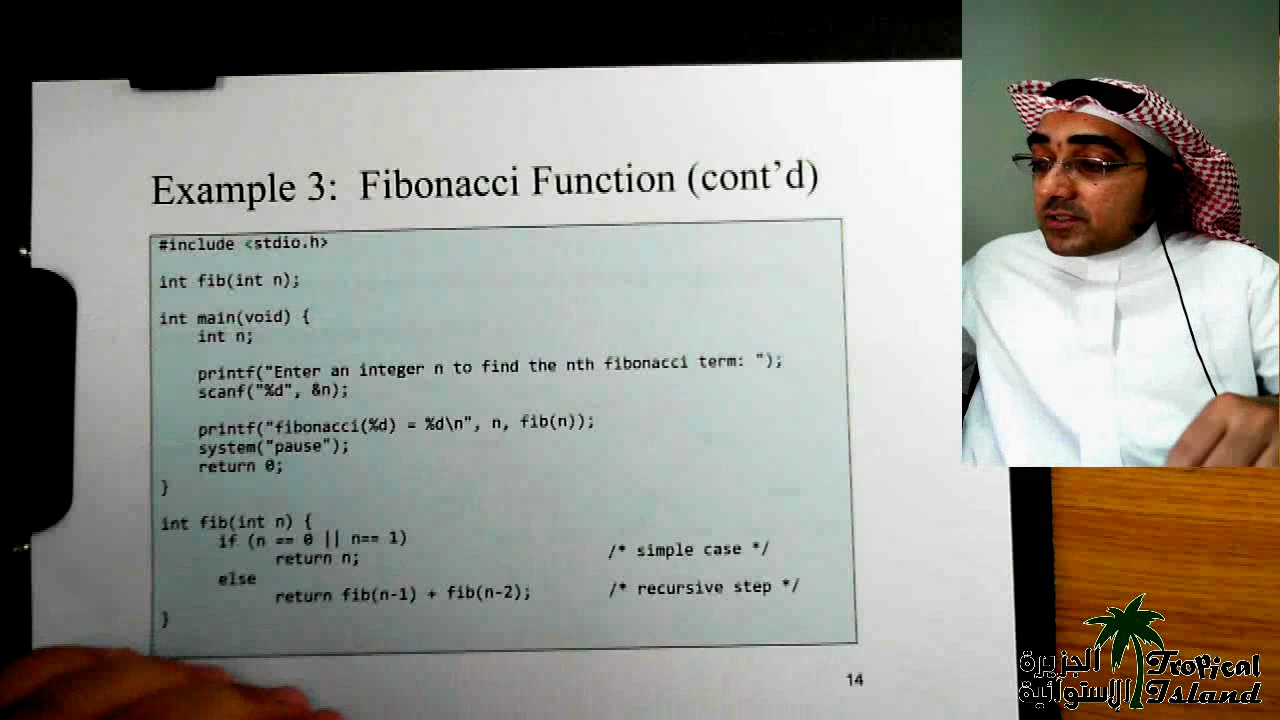 Example 3: Fibonacci Function (cont'd)
#include <stdio.h>
int fib(int n);
int main(void) {
int n;
printf("Enter an integer n to find the nth fibonacci term: ");
scanf("%d", &n);
printf("fibonacci(%d) = %d\n", n, fib(n));
system("pause");
return 0;
}
int fib(int n) {
if (n == 0 || n== 1)
return n; /* simple case */
else
return fib(n-1) + fib(n-2); /* recursive step */
}
14
الجزيرة
الإستوائية
Tropical
Island